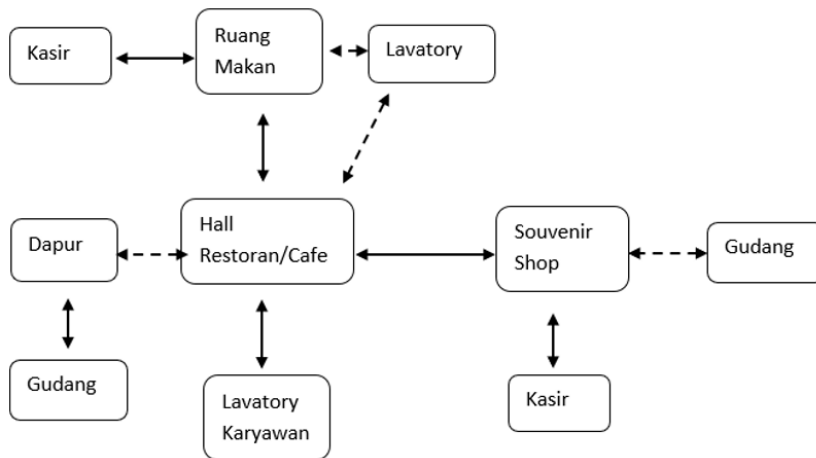 Kasir
Ruang
Makan
Lavatory
Dapur
Hall
Restoran/Cafe
Souvenir
Shop
Gudang
Gudang
Lavatory
Karyawan
Kasir